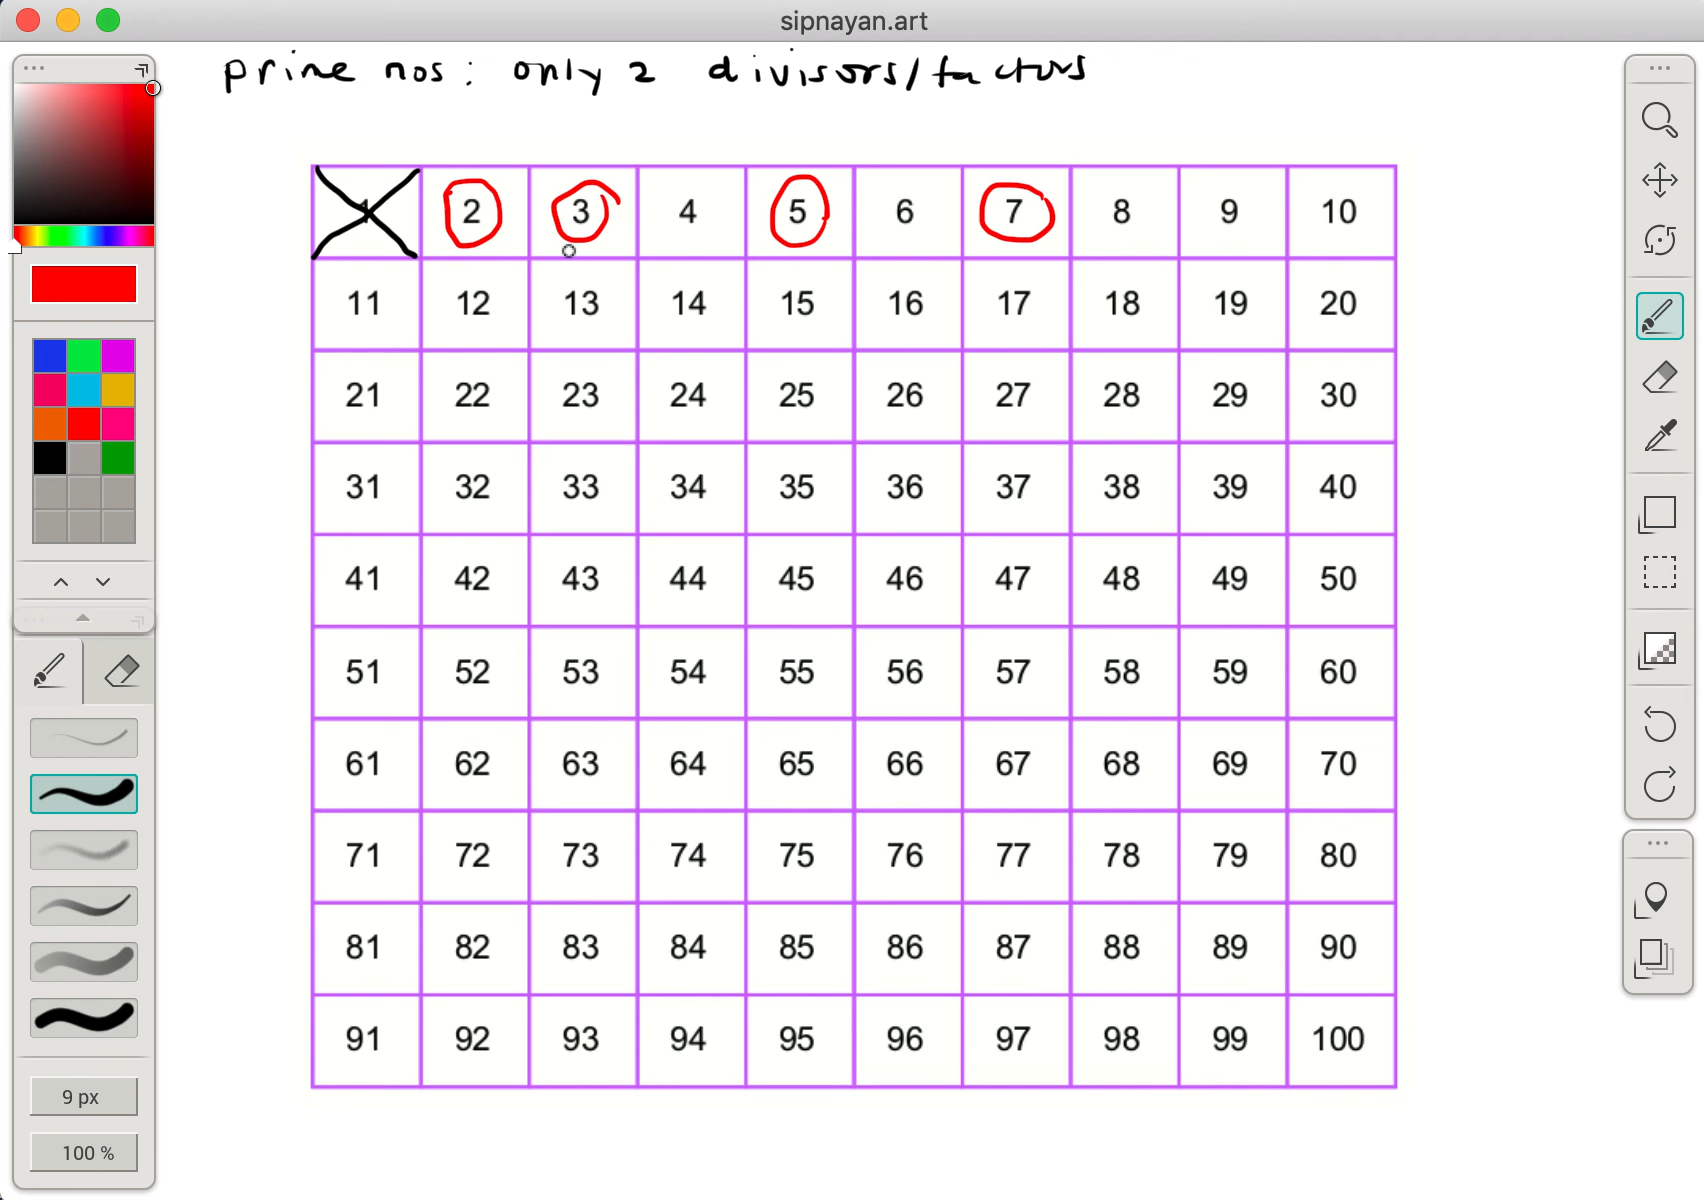 sipnayan.art
prime nos: only 2 divisors/factors
1 2 3 4 5 6 7 8 9 10
11 12 13 14 15 16 17 18 19 20
21 22 23 24 25 26 27 28 29 30
31 32 33 34 35 36 37 38 39 40
41 42 43 44 45 46 47 48 49 50
51 52 53 54 55 56 57 58 59 60
61 62 63 64 65 66 67 68 69 70
71 72 73 74 75 76 77 78 79 80
81 82 83 84 85 86 87 88 89 90
91 92 93 94 95 96 97 98 99 100
9 px
100 %